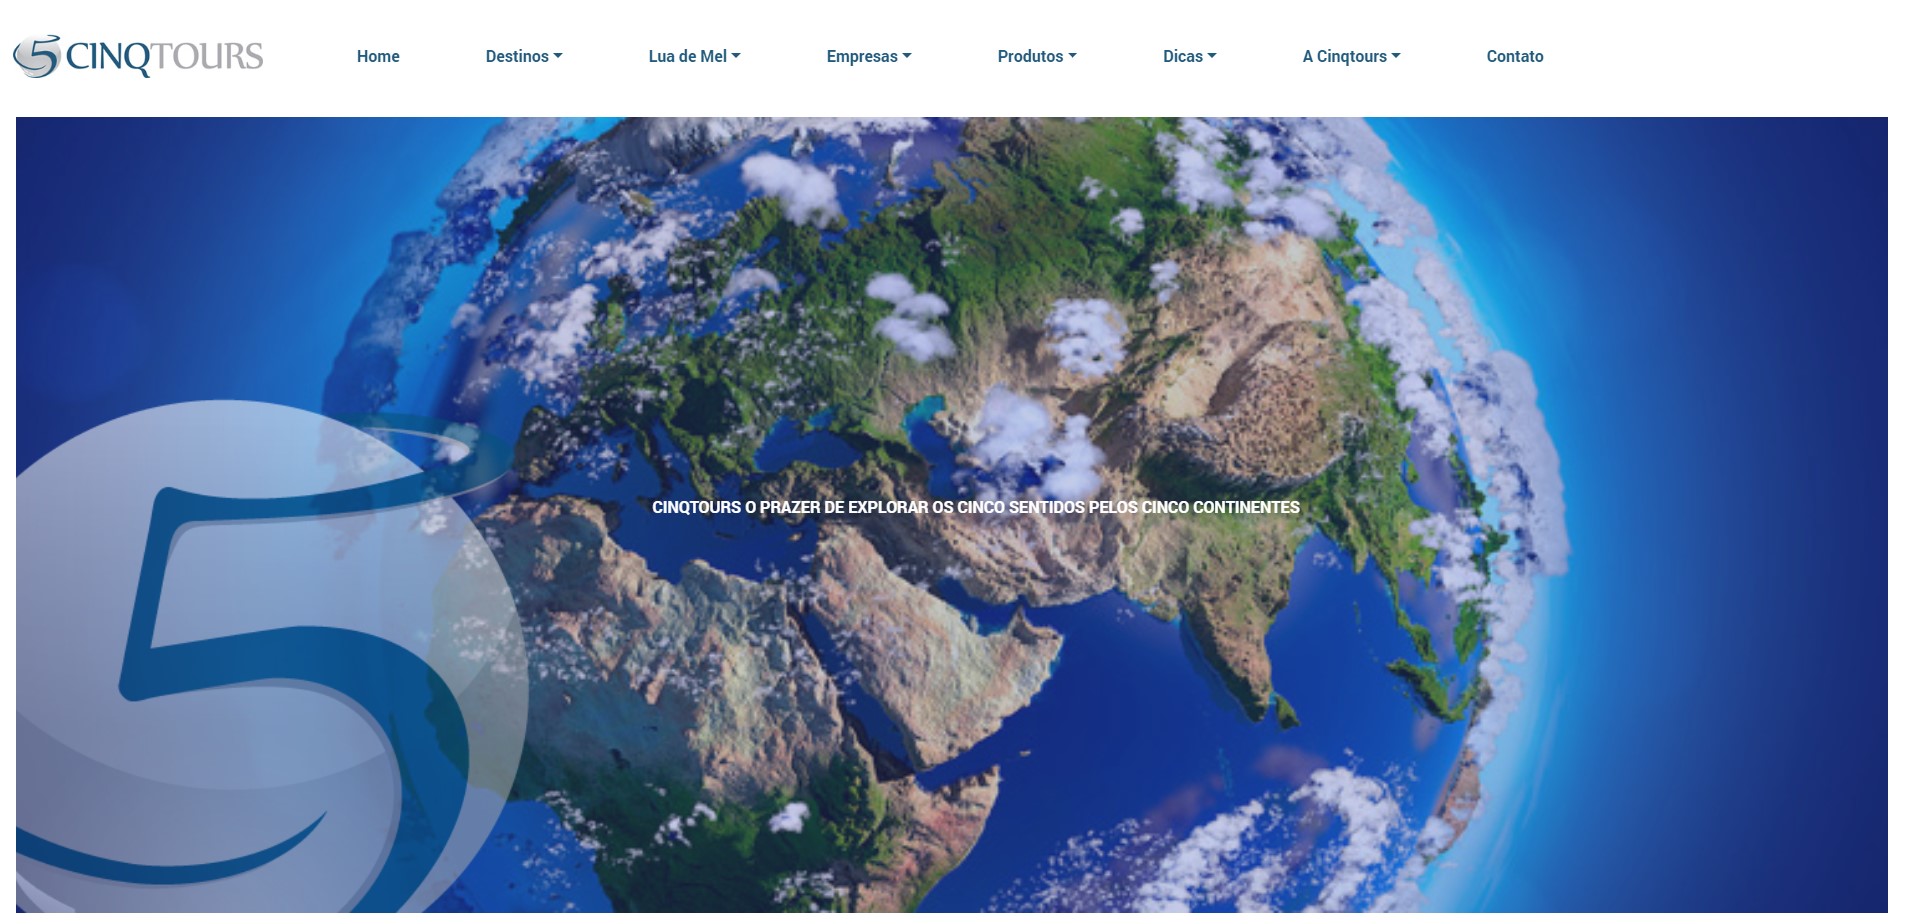 5 CINQTOURS
Home
Destinos
Lua de Mel
Empresas
Produtos
Dicas
A Cinqtours
Contato
5
CINQTOURS O PRAZER DE EXPLORAR OS CINCO SENTIDOS PELOS CINCO CONTINENTES